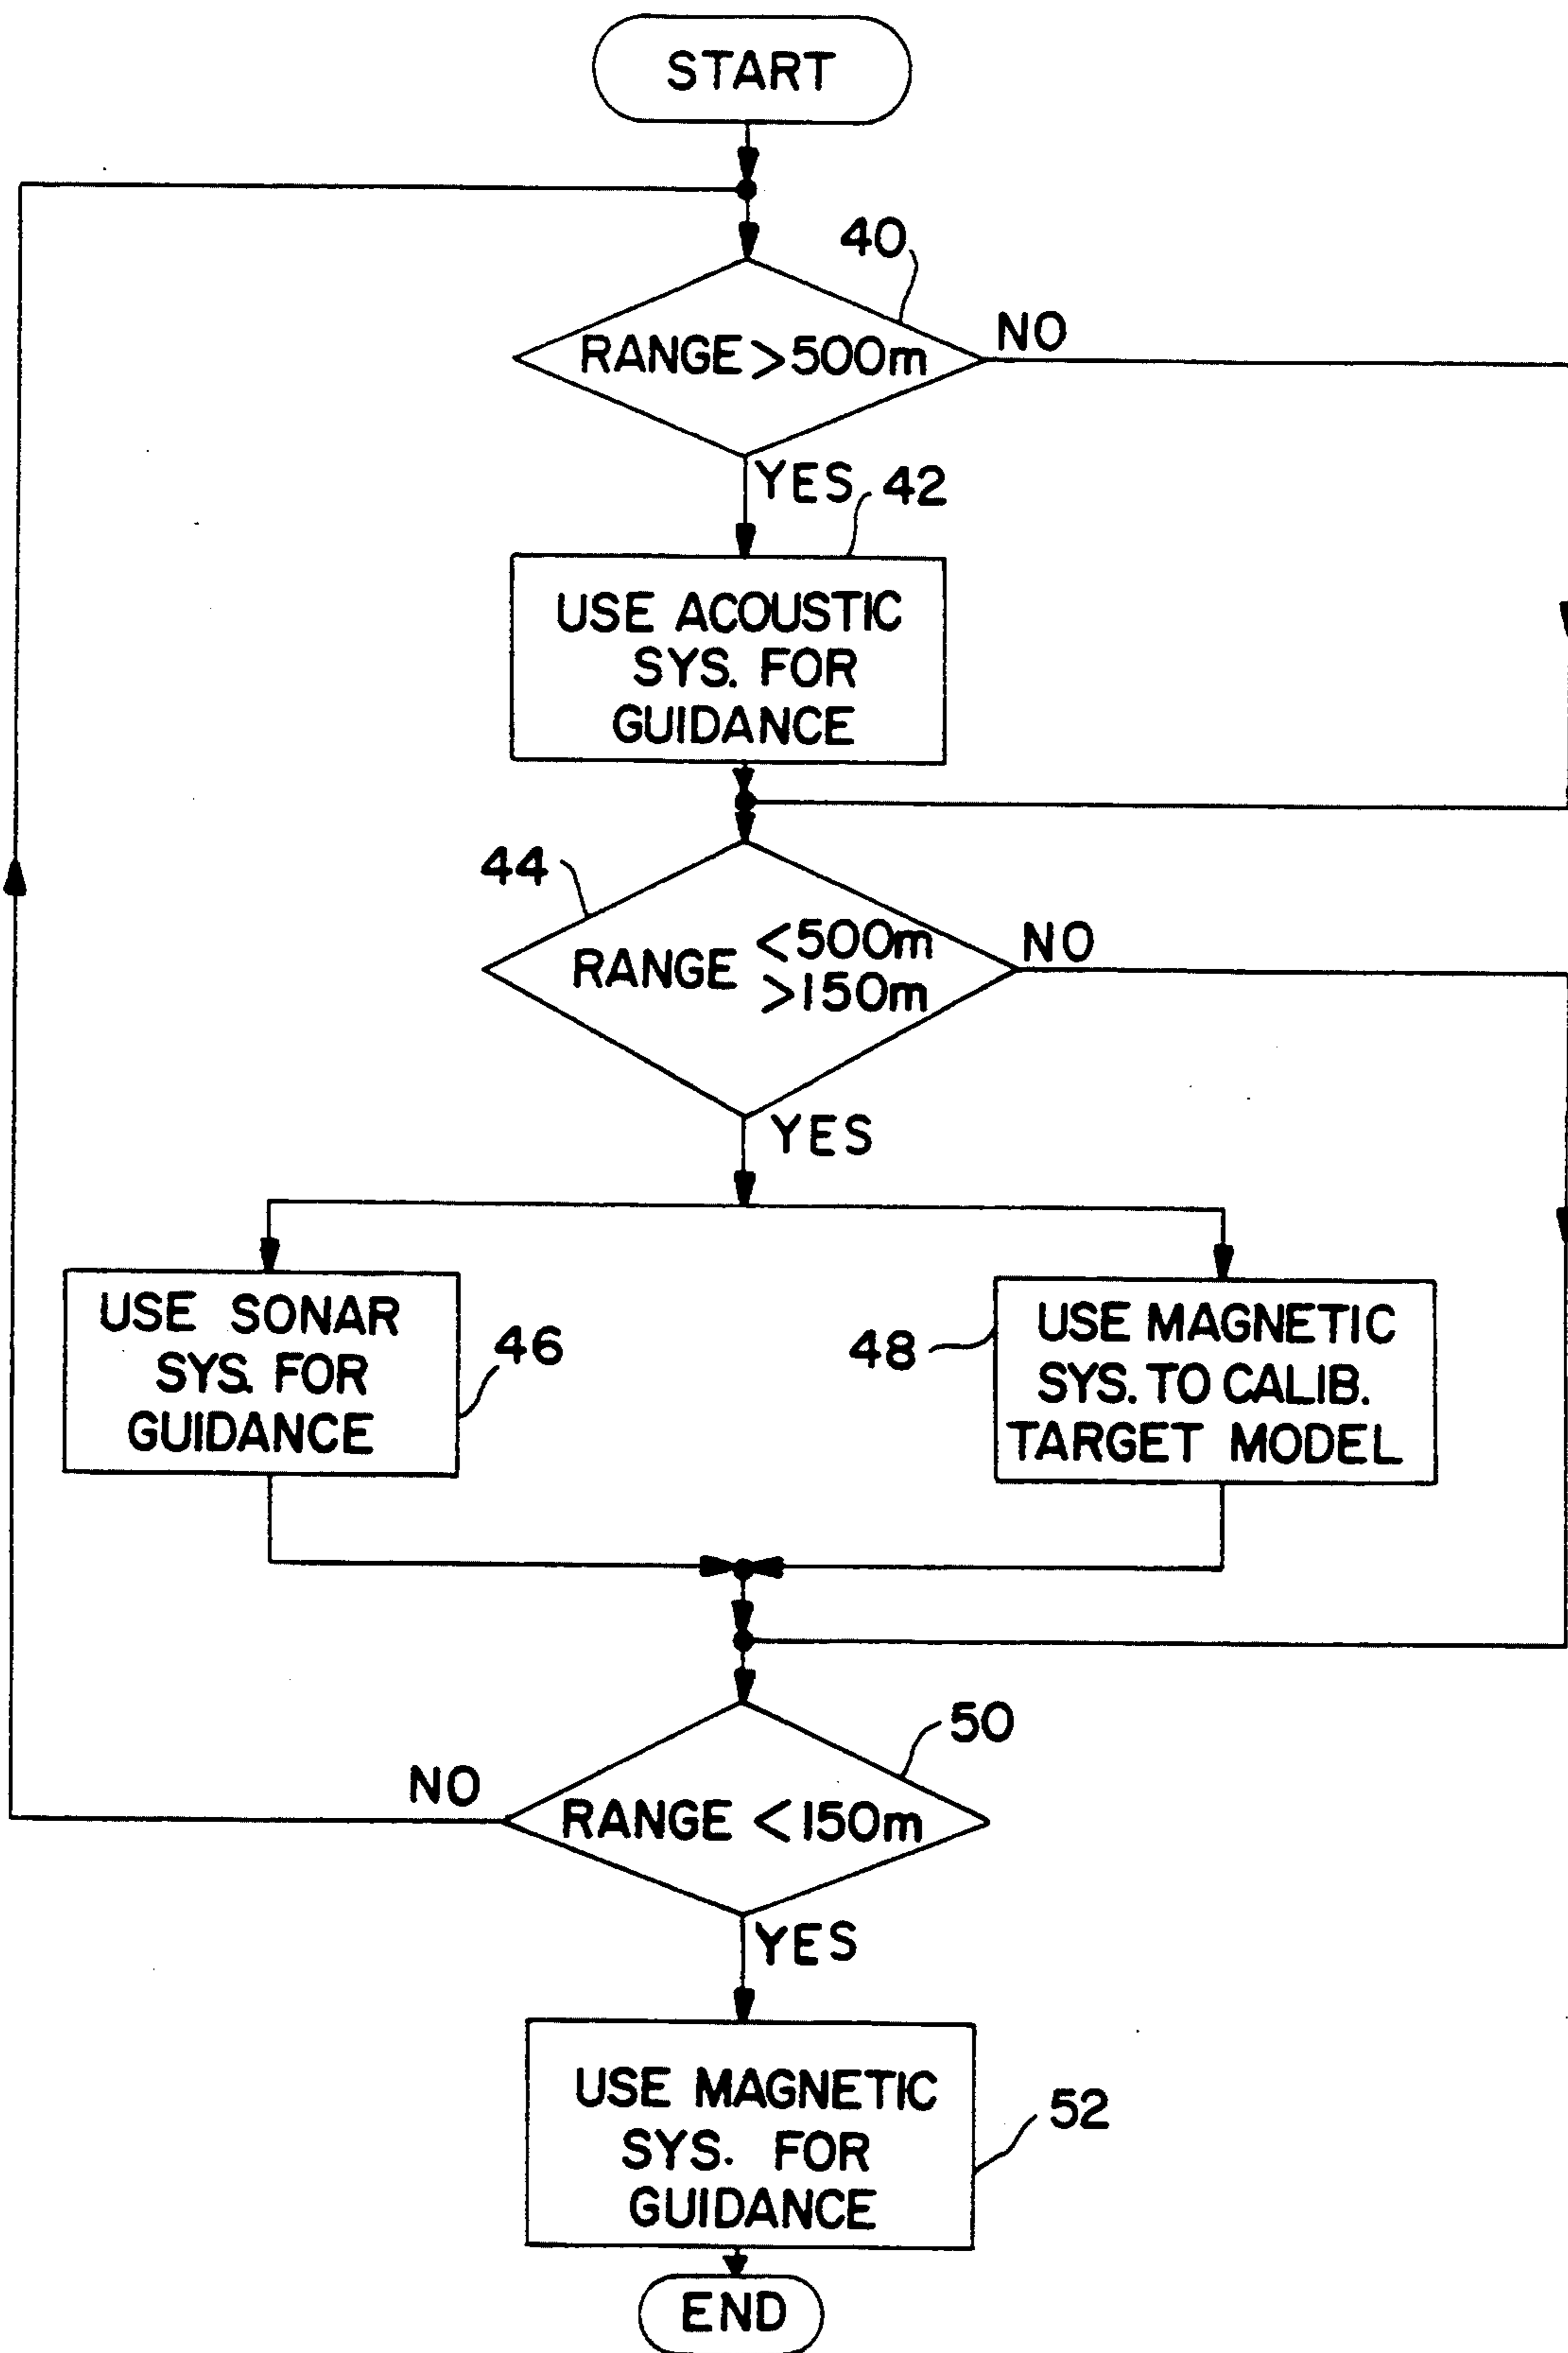 START
40
RANGE >500m
NO
YES
42
USE ACOUSTIC
SYS. FOR
GUIDANCE
44
RANGE <500m
>150m
NO
YES
USE SONAR
SYS. FOR
GUIDANCE
46
48
USE MAGNETIC
SYS. TO CALIB.
TARGET MODEL
50
NO
RANGE <150m
YES
USE MAGNETIC
SYS. FOR
GUIDANCE
52
END